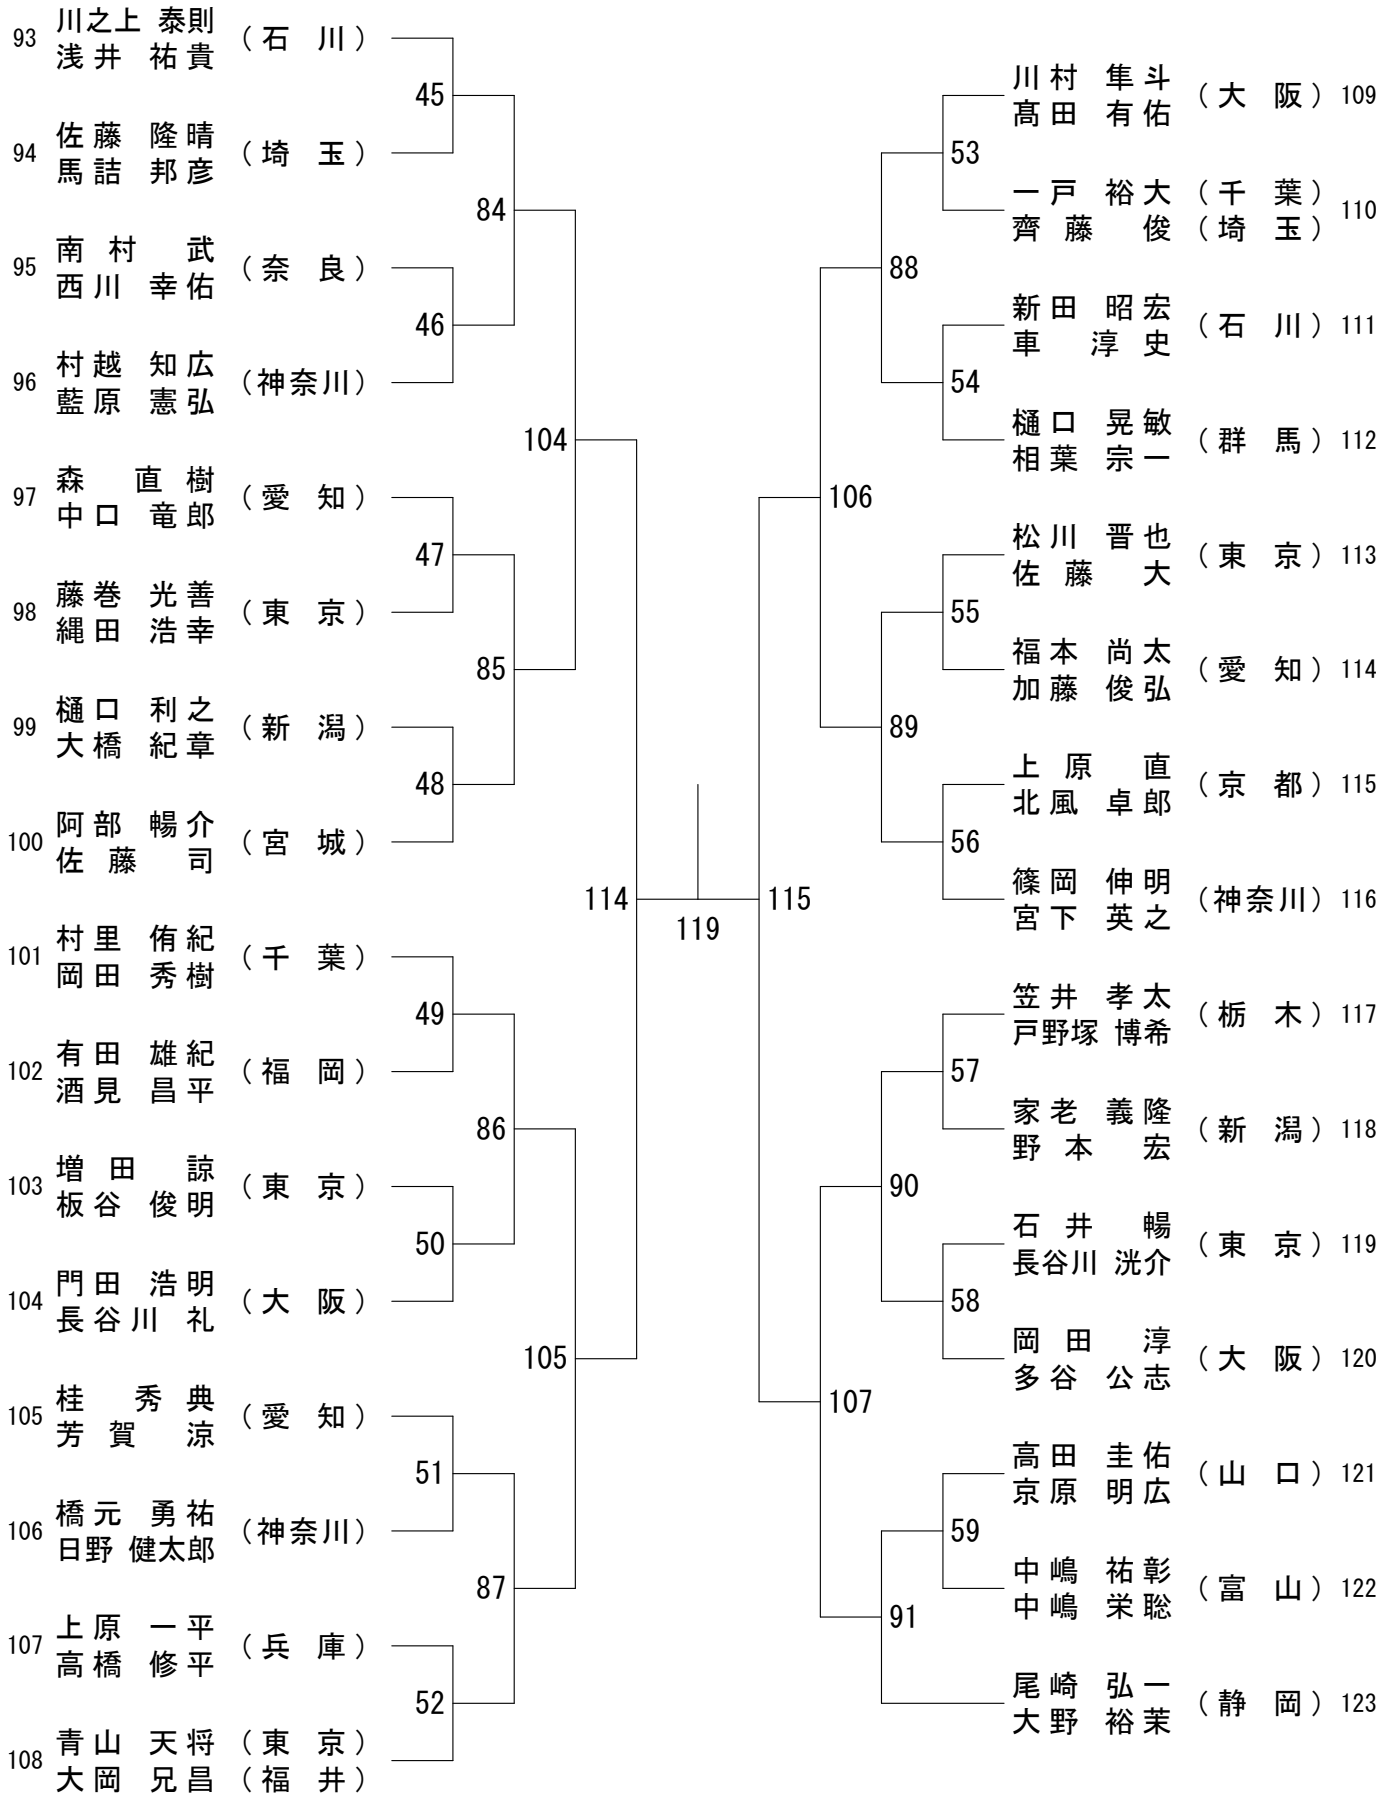 93 川之上 泰則 (石 川)
浅井 祐貴
45
94 佐藤 隆晴 (埼 玉)
馬詰 邦彦
84
95 南村 武 (奈 良)
西川 幸佑
46
96 村越 知広 (神奈川)
藍原 憲弘
104
97 森 直樹 (愛 知)
中口 竜郎
47
98 藤巻 光善 (東 京)
縄田 浩幸
85
99 樋口 利之 (新 潟)
大橋 紀章
48
100 阿部 暢介 (宮 城)
佐藤 司
114
101 村里 侑紀 (千 葉)
岡田 秀樹
49
102 有田 雄紀 (福 岡)
酒見 昌平
86
103 増田 諒 (東 京)
板谷 俊明
50
104 門田 浩明 (大 阪)
長谷川 礼
105
105 桂 秀典 (愛 知)
芳賀 涼
51
106 橋元 勇祐 (神奈川)
日野 健太郎
87
107 上原 一平 (兵 庫)
高橋 修平
52
108 青山 天将 (東 京)
大岡 兄昌 (福 井)
119
川村 隼斗 (大 阪) 109
髙田 有佑
53
一戸 裕大 (千 葉) 110
齊藤 俊 (埼 玉)
88
新田 昭宏 (石 川) 111
車 淳史
54
樋口 晃敏 (群 馬) 112
相葉 宗一
106
松川 晋也 (東 京) 113
佐藤 大
55
福本 尚太 (愛 知) 114
加藤 俊弘
89
上原 直 (京 都) 115
北風 卓郎
56
篠岡 伸明 (神奈川) 116
宮下 英之
115
笠井 孝太 (栃 木) 117
戸野塚 博希
57
家老 義隆 (新 潟) 118
野本 宏
90
石井 暢 (東 京) 119
長谷川 洸介
58
岡田 淳 (大 阪) 120
多谷 公志
107
高田 圭佑 (山 口) 121
京原 明広
59
中嶋 祐彰 (富 山) 122
中嶋 栄聡
91
尾崎 弘一 (静 岡) 123
大野 裕茉